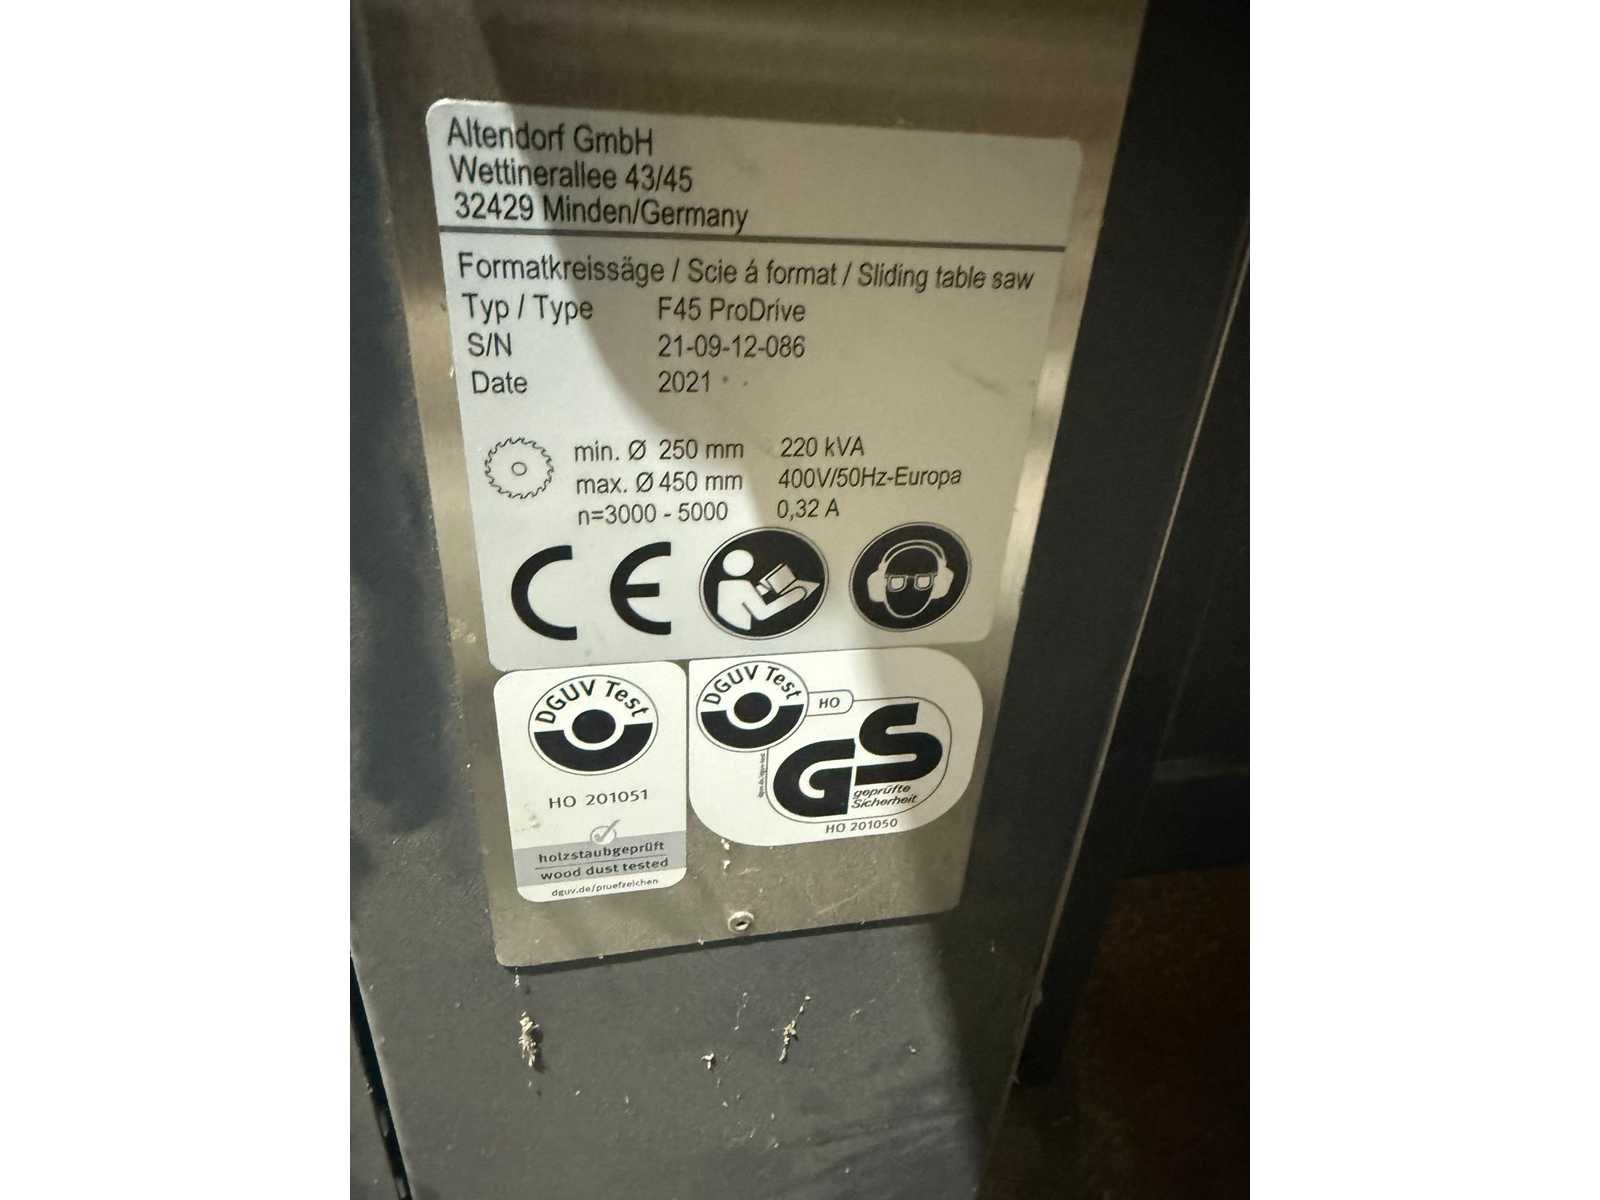 Altendorf GmbH
Wettinerallee 43/45
32429 Minden/Germany
Formatkreissäge / Scie á format / Sliding table saw
Typ / Type F45 ProDrive
S/N 21-09-12-086
Date 2021
min. Ø 250 mm 220 kVA
max. Ø 450 mm 400V/50Hz-Europa
n=3000 - 5000 0,32 A
CE
DGUV Test
HO 201051
holzstaubgeprüft
wood dust tested
dguv.de/pruefzeichen
DGUV Test
HO
GS
geprüfte
Sicherheit
HO 201050